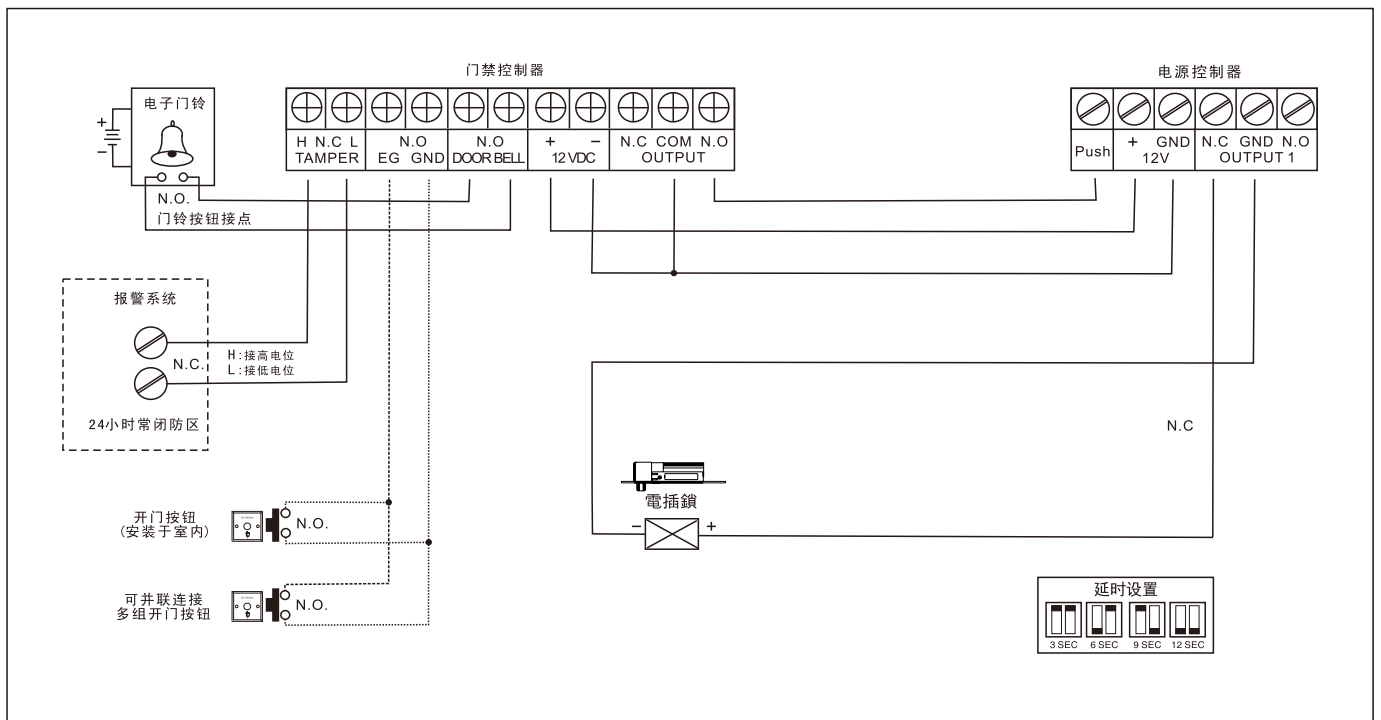 门禁控制器
电源控制器
电子门铃
+
−
H N.C L
TAMPER
N.O
EG GND
N.O
DOOR BELL
+ −
12 VDC
N.C COM N.O
OUTPUT
Push
+ GND
12V
N.C GND N.O
OUTPUT 1
N.O.
门铃按钮接点
报警系统
N.C.
H:接高电位
L:接低电位
24小时常闭防区
N.C
電插鎖
− +
开门按钮
(安装于室内)
N.O.
可并联连接
多组开门按钮
N.O.
延时设置
3 SEC 6 SEC 9 SEC 12 SEC